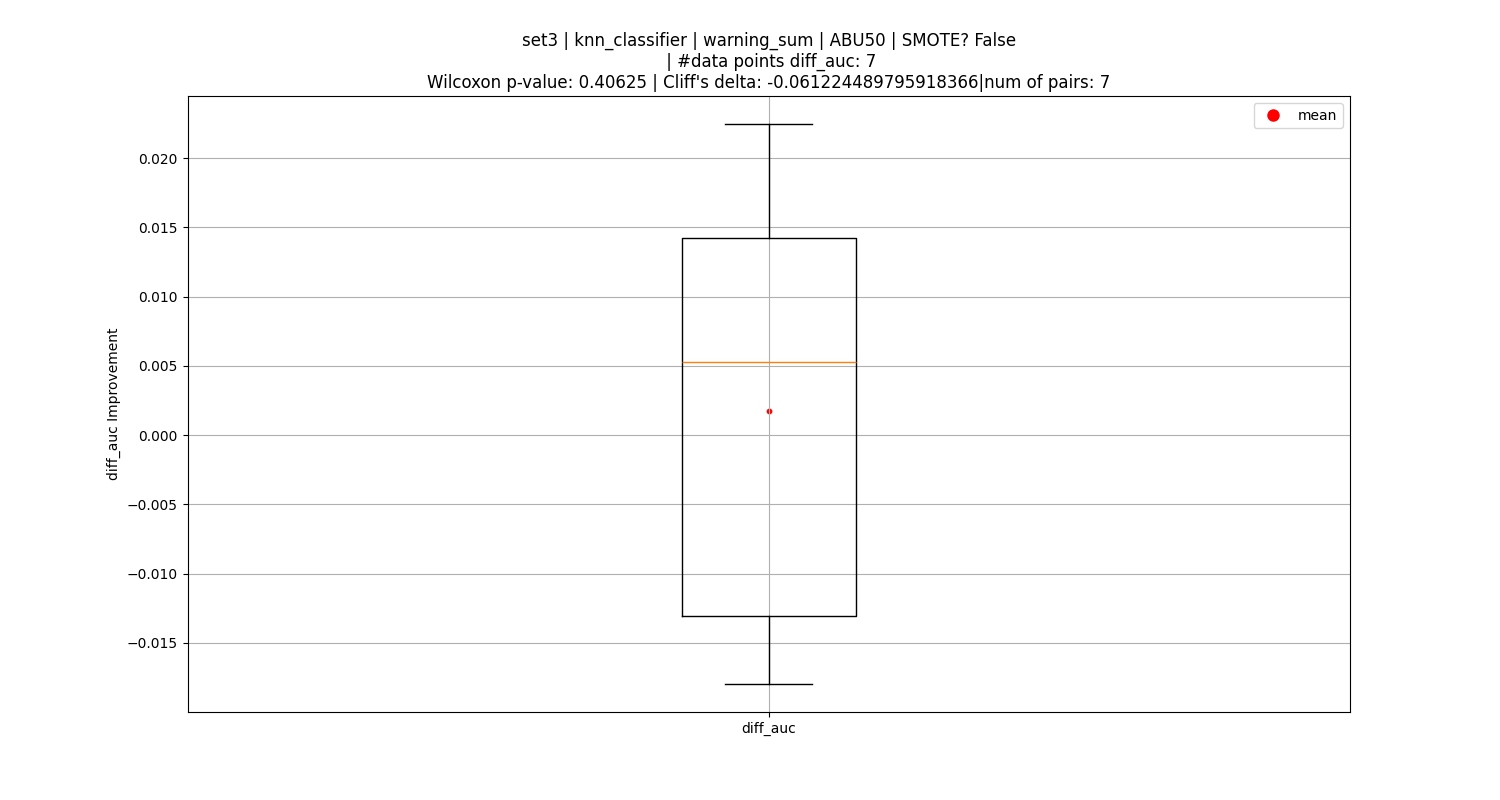 set3 | knn_classifier | warning_sum | ABU50 | SMOTE? False
| #data points diff_auc: 7
Wilcoxon p-value: 0.40625 | Cliff's delta: -0.061224489795918366|num of pairs: 7
mean
0.020
0.015
0.010
0.005
0.000
−0.005
−0.010
−0.015
diff_auc Improvement
diff_auc